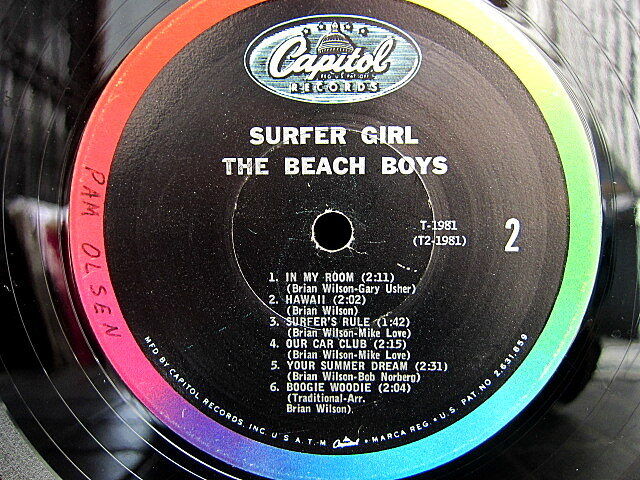 Capitol
REG. U.S. PAT. OFF.
RECORDS
SURFER GIRL
THE BEACH BOYS
T-1981
(T2-1981)
2
1. IN MY ROOM (2:11)
(Brian Wilson-Gary Usher)
2. HAWAII (2:02)
(Brian Wilson)
3. SURFER'S RULE (1:42)
(Brian Wilson-Mike Love)
4. OUR CAR CLUB (2:15)
(Brian Wilson-Mike Love)
5. YOUR SUMMER DREAM (2:31)
(Brian Wilson-Bob Norberg)
6. BOOGIE WOODIE (2:04)
(Traditional-Arr.
Brian Wilson)
PAM OLSEN
MFD. BY CAPITOL RECORDS, INC. U.S.A. T.M. Capitol MARCA REG. • U.S. PAT. NO. 2,631,859